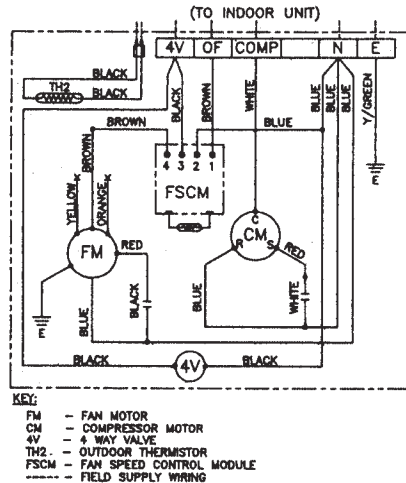 (TO INDOOR UNIT)
4V OF COMP N E
BLACK
TH2
BLACK
BLACK
BROWN
WHITE
BLUE
BLUE
BLUE
Y/GREEN
BROWN
BLUE
E
BROWN
4 3 2 1
FSCM
YELLOW
ORANGE
C
FM
RED
R
CM
S
RED
BLACK
BLUE
WHITE
E
BLUE
BLACK
4V
BLACK
KEY:
FM - FAN MOTOR
CM - COMPRESSOR MOTOR
4V - 4 WAY VALVE
TH2 - OUTDOOR THERMISTOR
FSCM - FAN SPEED CONTROL MODULE
----- - FIELD SUPPLY WIRING